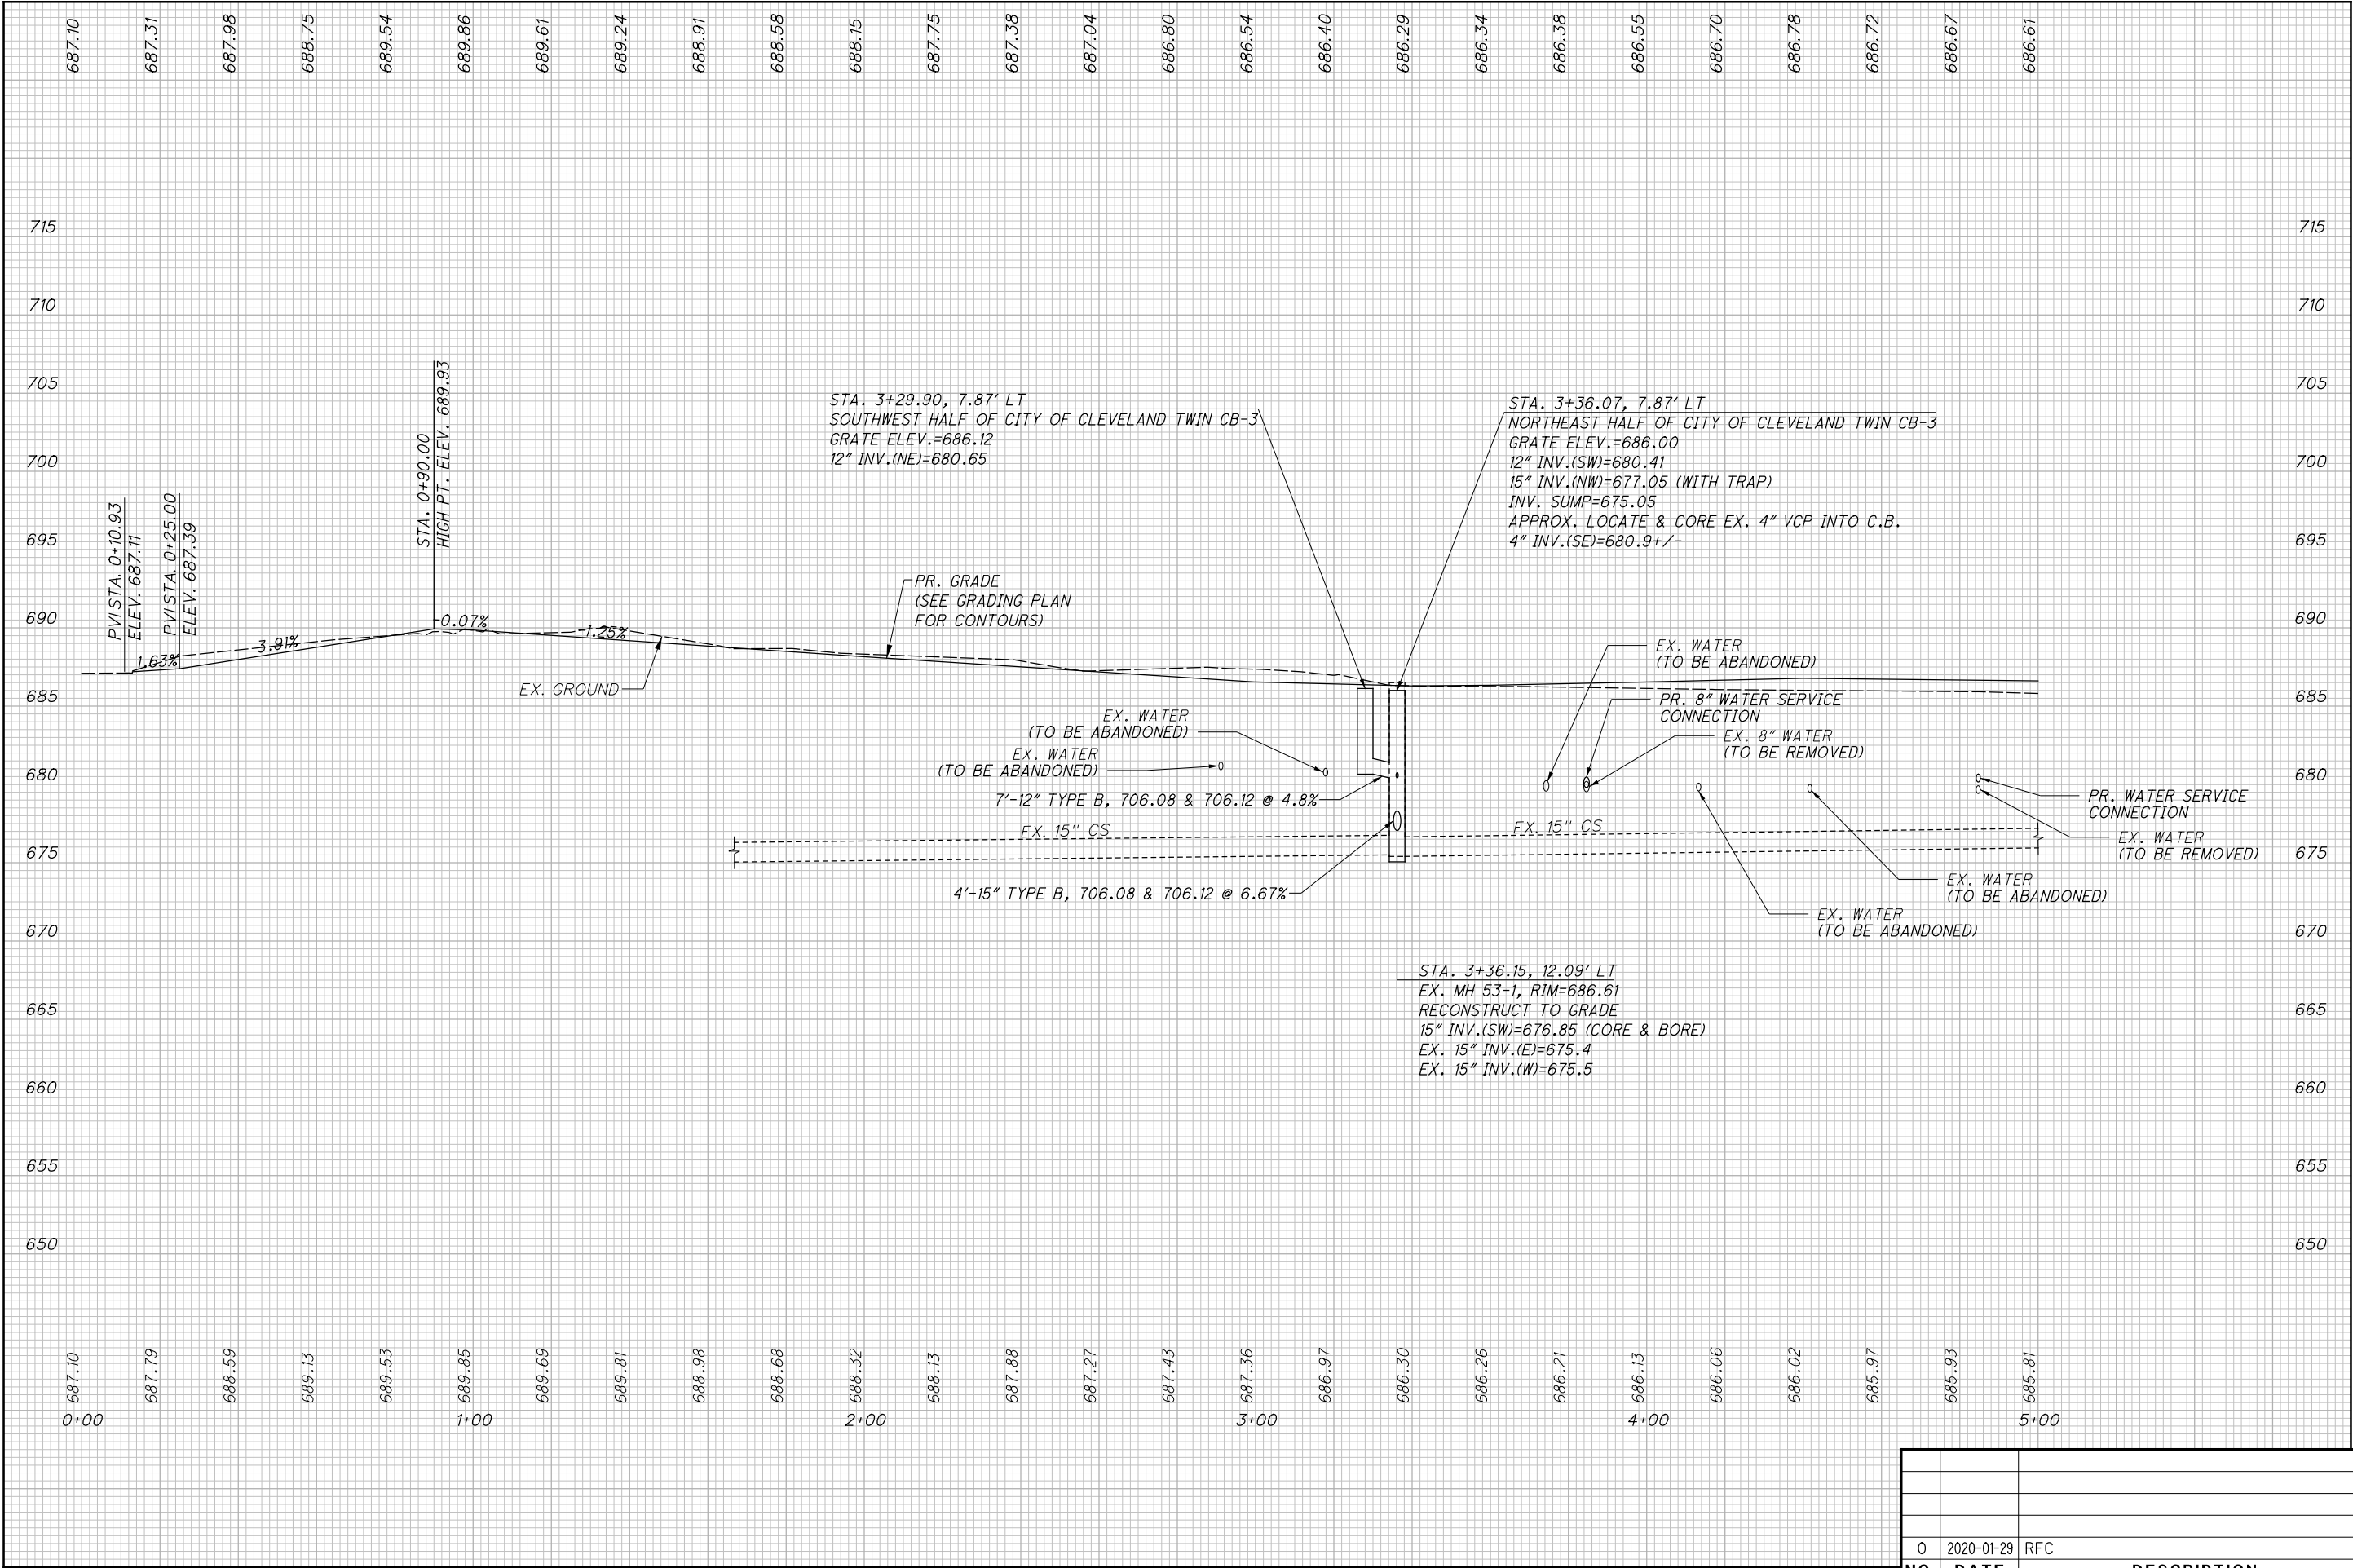 687.10 687.31 687.98 688.75 689.54 689.86 689.61 689.24 688.91 688.58 688.15 687.75 687.38 687.04 686.80 686.54 686.40 686.29 686.34 686.38 686.55 686.70 686.78 686.72 686.67 686.61
715 715
710 710
705 705
700 700
695 695
690 690
685 685
680 680
675 675
670 670
665 665
660 660
655 655
650 650
PVI STA. 0+10.93
ELEV. 687.11
PVI STA. 0+25.00
ELEV. 687.39
STA. 0+90.00
HIGH PT. ELEV. 689.93
1.63%
3.91%
-0.07%
-1.25%
EX. GROUND
PR. GRADE
(SEE GRADING PLAN
FOR CONTOURS)
STA. 3+29.90, 7.87' LT
SOUTHWEST HALF OF CITY OF CLEVELAND TWIN CB-3
GRATE ELEV.=686.12
12" INV.(NE)=680.65
STA. 3+36.07, 7.87' LT
NORTHEAST HALF OF CITY OF CLEVELAND TWIN CB-3
GRATE ELEV.=686.00
12" INV.(SW)=680.41
15" INV.(NW)=677.05 (WITH TRAP)
INV. SUMP=675.05
APPROX. LOCATE & CORE EX. 4" VCP INTO C.B.
4" INV.(SE)=680.9+/-
EX. WATER
(TO BE ABANDONED)
PR. 8" WATER SERVICE
CONNECTION
EX. 8" WATER
(TO BE REMOVED)
EX. WATER
(TO BE ABANDONED)
EX. WATER
(TO BE ABANDONED)
7'-12" TYPE B, 706.08 & 706.12 @ 4.8%
EX. 15" CS
EX. 15" CS
PR. WATER SERVICE
CONNECTION
EX. WATER
(TO BE REMOVED)
EX. WATER
(TO BE ABANDONED)
EX. WATER
(TO BE ABANDONED)
4'-15" TYPE B, 706.08 & 706.12 @ 6.67%
STA. 3+36.15, 12.09' LT
EX. MH 53-1, RIM=686.61
RECONSTRUCT TO GRADE
15" INV.(SW)=676.85 (CORE & BORE)
EX. 15" INV.(E)=675.4
EX. 15" INV.(W)=675.5
687.10 687.79 688.59 689.13 689.53 689.85 689.69 689.81 688.98 688.68 688.32 688.13 687.88 687.27 687.43 687.36 686.97 686.30 686.26 686.21 686.13 686.06 686.02 685.97 685.93 685.81
0+00 1+00 2+00 3+00 4+00 5+00
0 2020-01-29 RFC
NO. DATE DESCRIPTION